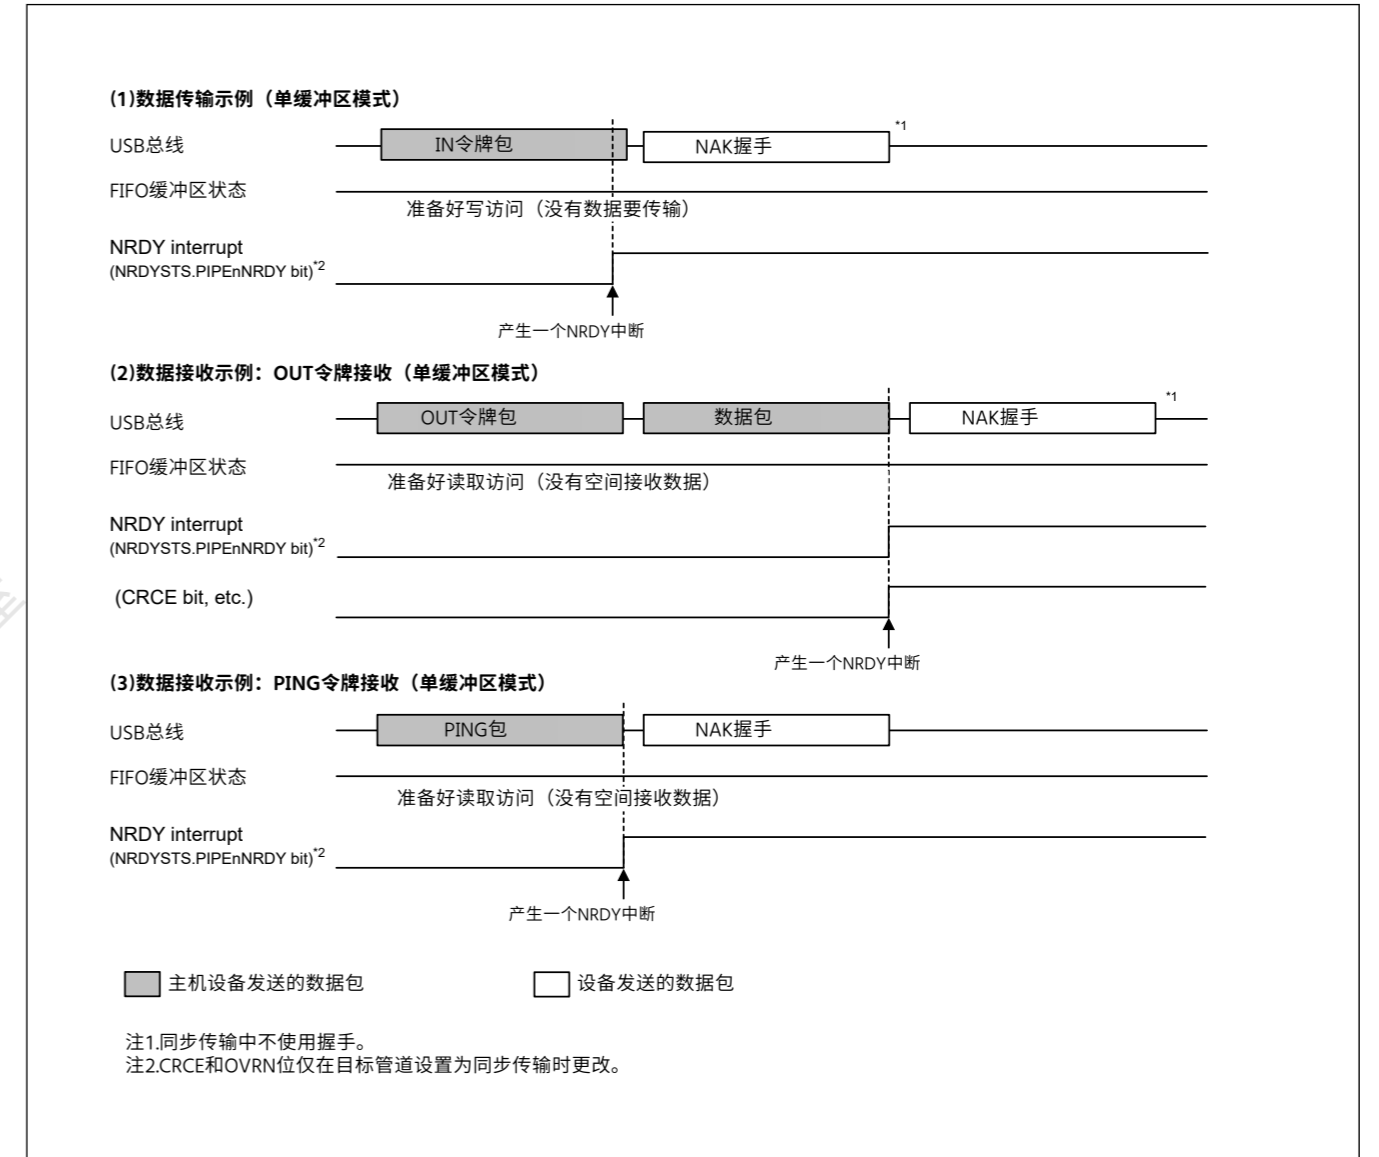 (1)数据传输示例（单缓冲区模式）
USB总线 IN令牌包 NAK握手 *1
FIFO缓冲区状态
准备好写访问（没有数据要传输）
NRDY interrupt
(NRDYSTS.PIPEnNRDY bit)*2
产生一个NRDY中断
(2)数据接收示例：OUT令牌接收（单缓冲区模式）
USB总线 OUT令牌包 数据包 NAK握手 *1
FIFO缓冲区状态
准备好读取访问（没有空间接收数据）
NRDY interrupt
(NRDYSTS.PIPEnNRDY bit)*2
(CRCE bit, etc.)
产生一个NRDY中断
(3)数据接收示例：PING令牌接收（单缓冲区模式）
USB总线 PING包 NAK握手
FIFO缓冲区状态
准备好读取访问（没有空间接收数据）
NRDY interrupt
(NRDYSTS.PIPEnNRDY bit)*2
产生一个NRDY中断
主机设备发送的数据包 设备发送的数据包
注1.同步传输中不使用握手。
注2.CRCE和OVRN位仅在目标管道设置为同步传输时更改。